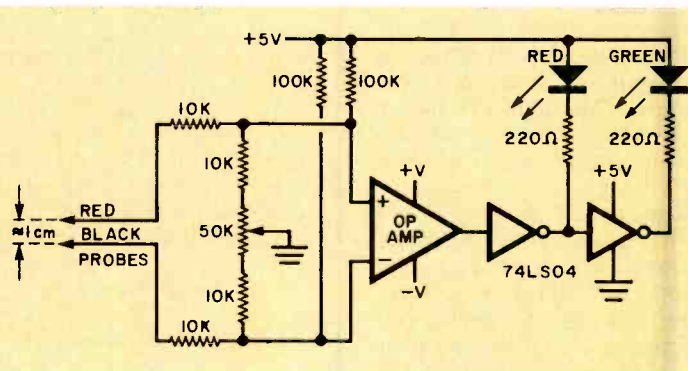 +5V
RED GREEN
100K 100K
10K
220Ω 220Ω
10K
+V +5V
RED
≈1cm BLACK 50K
PROBES
+ OP AMP −
74LS04
−V
10K
10K